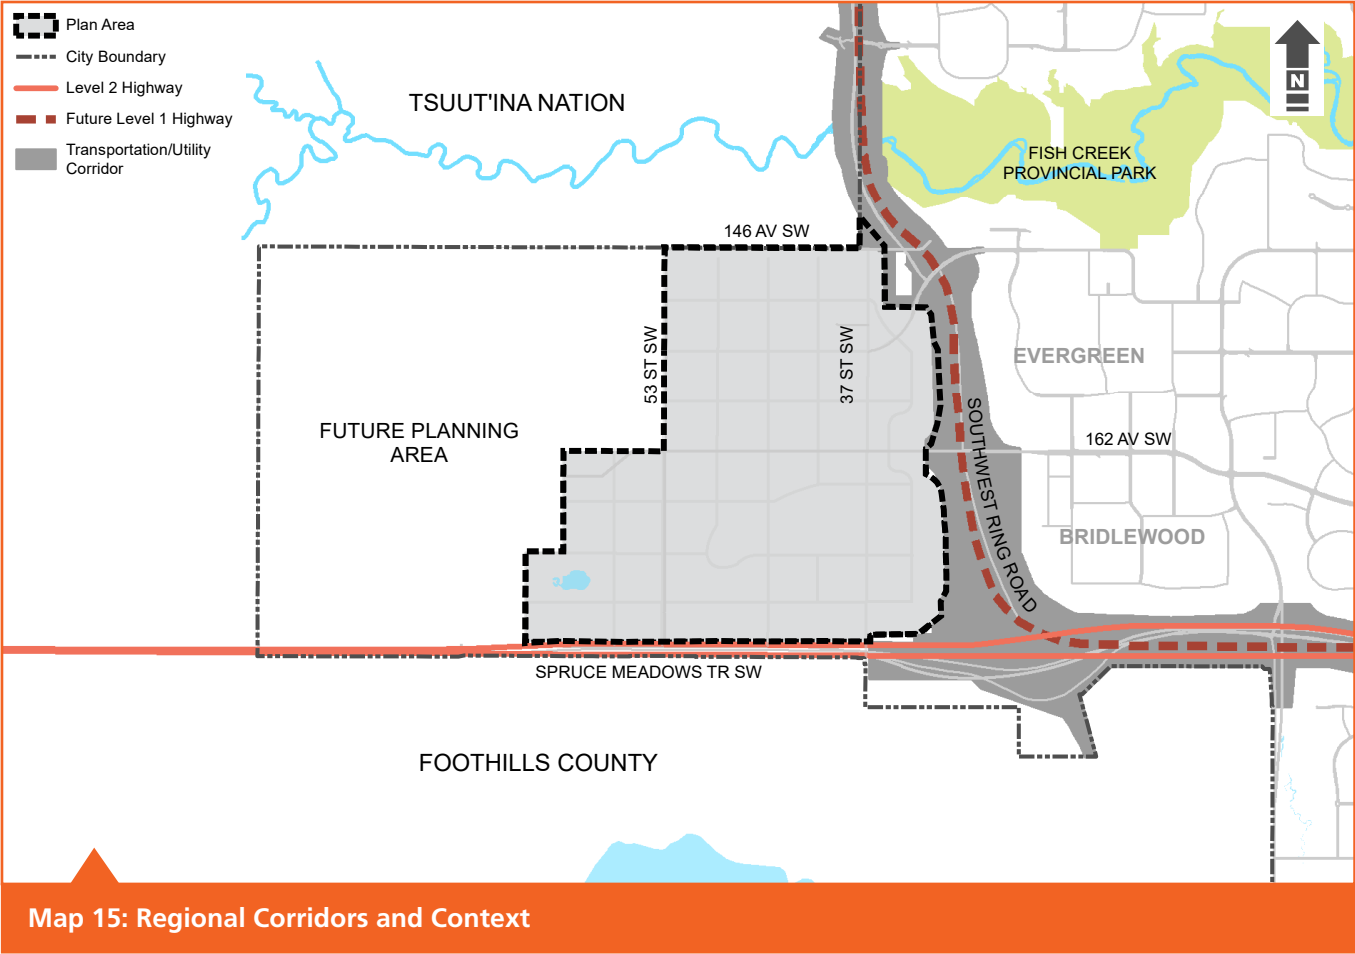 Plan Area
City Boundary
Level 2 Highway
Future Level 1 Highway
Transportation/Utility
Corridor
TSUUT'INA NATION
N
FISH CREEK
PROVINCIAL PARK
146 AV SW
53 ST SW
37 ST SW
EVERGREEN
FUTURE PLANNING
AREA
162 AV SW
SOUTHWEST RING ROAD
BRIDLEWOOD
SPRUCE MEADOWS TR SW
FOOTHILLS COUNTY
Map 15: Regional Corridors and Context